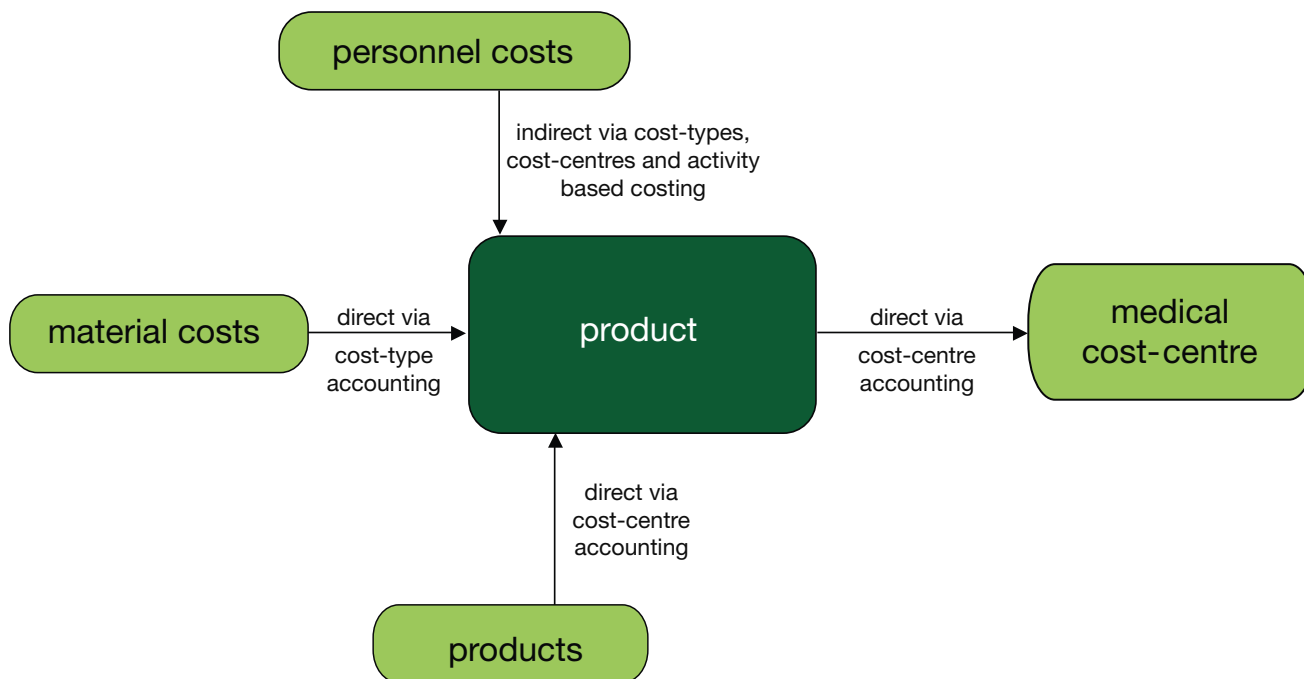 personnel costs
indirect via cost-types,
cost-centres and activity
based costing
material costs
direct via
cost-type
accounting
product
direct via
cost-centre
accounting
medical
cost-centre
direct via
cost-centre
accounting
products